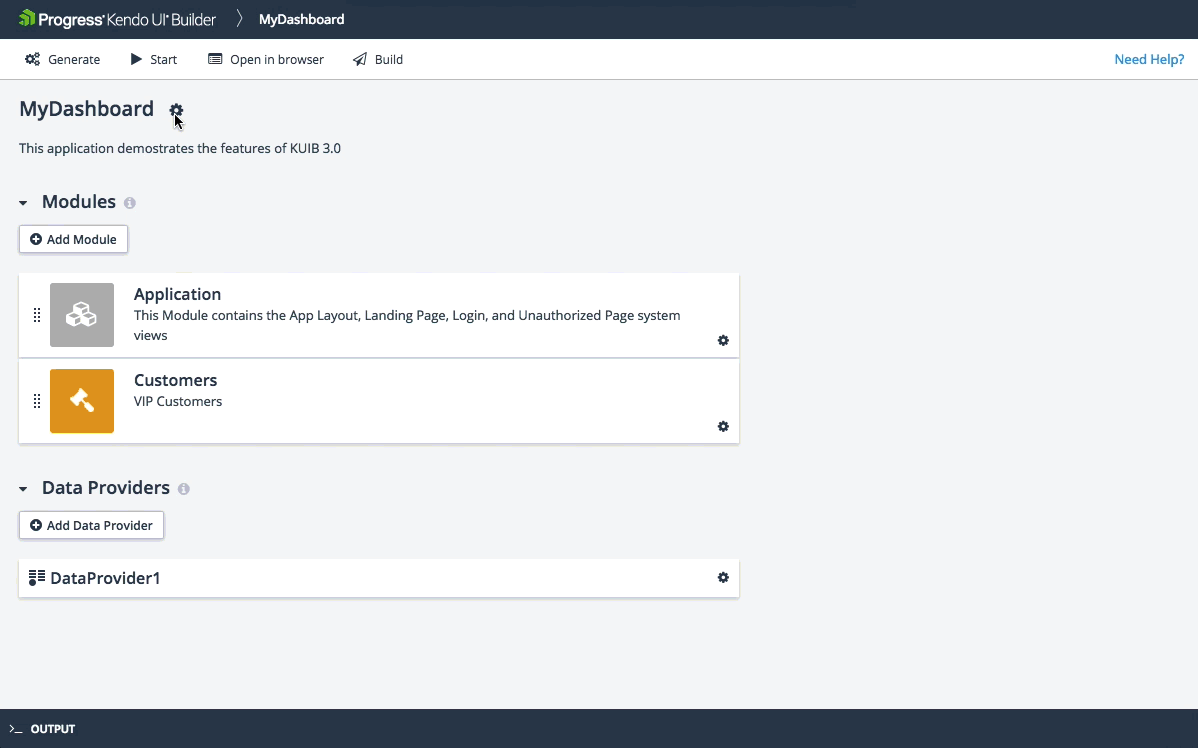 Progress Kendo UI Builder MyDashboard
Generate Start Open in browser Build Need Help?
MyDashboard
This application demostrates the features of KUIB 3.0
Modules
Add Module
Application
This Module contains the App Layout, Landing Page, Login, and Unauthorized Page system
views
Customers
VIP Customers
Data Providers
Add Data Provider
DataProvider1
>_ OUTPUT